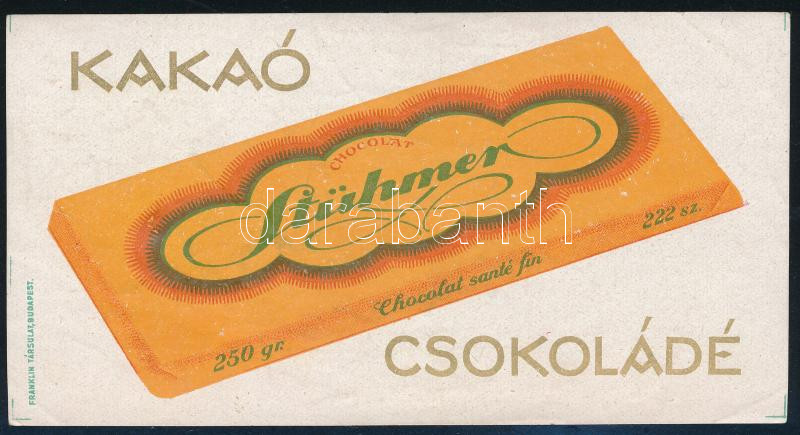 KAKAÓ
CHOCOLAT
Stühmer
darabanth
222 sz.
Chocolat santé fin
250 gr.
CSOKOLÁDÉ
FRANKLIN TÁRSULAT, BUDAPEST.